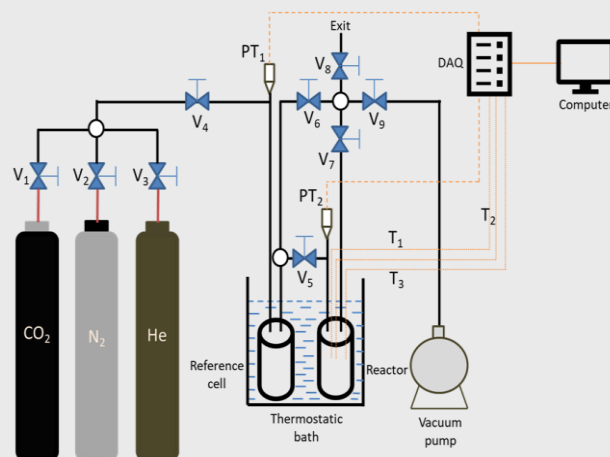 Exit
PT1
V8
DAQ
Computer
V4
V6
V9
V7
V1
V2
V3
PT2
T2
T1
V5
T3
CO2
N2
He
Reference
cell
Reactor
Thermostatic
bath
Vacuum
pump